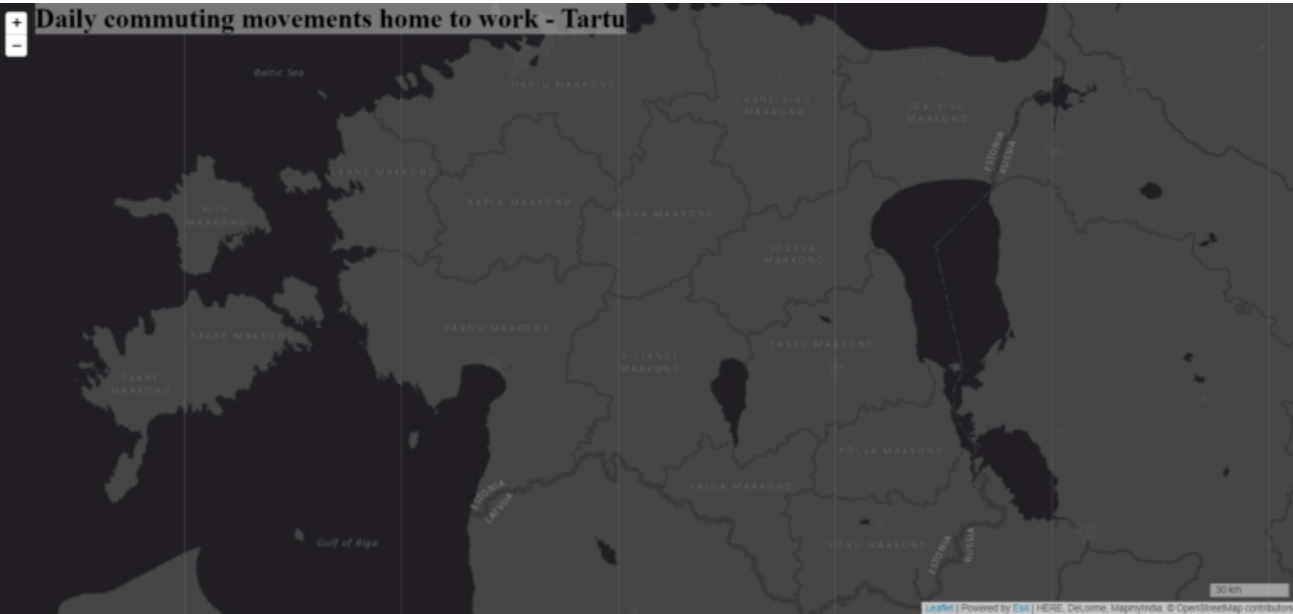 +
Daily commuting movements home to work - Tartu
−
Baltic Sea
HARJU MAAKOND
LÄÄNE-VIRU
MAAKOND
IDA-VIRU
MAAKOND
ESTONIA
RUSSIA
LÄÄNE MAAKOND
RAPLA MAAKOND
JÄRVA MAAKOND
HIIU
MAAKOND
JÕGEVA
MAAKOND
SAARE MAAKOND
PÄRNU MAAKOND
TARTU MAAKOND
VILJANDI
MAAKOND
SAARE
MAAKOND
PÕLVA MAAKOND
VALGA MAAKOND
ESTONIA
LATVIJA
Gulf of Riga
VÕRU MAAKOND
ESTONIA
RUSSIA
30 km
Leaflet | Powered by Esri | HERE, DeLorme, MapmyIndia, © OpenStreetMap contributors